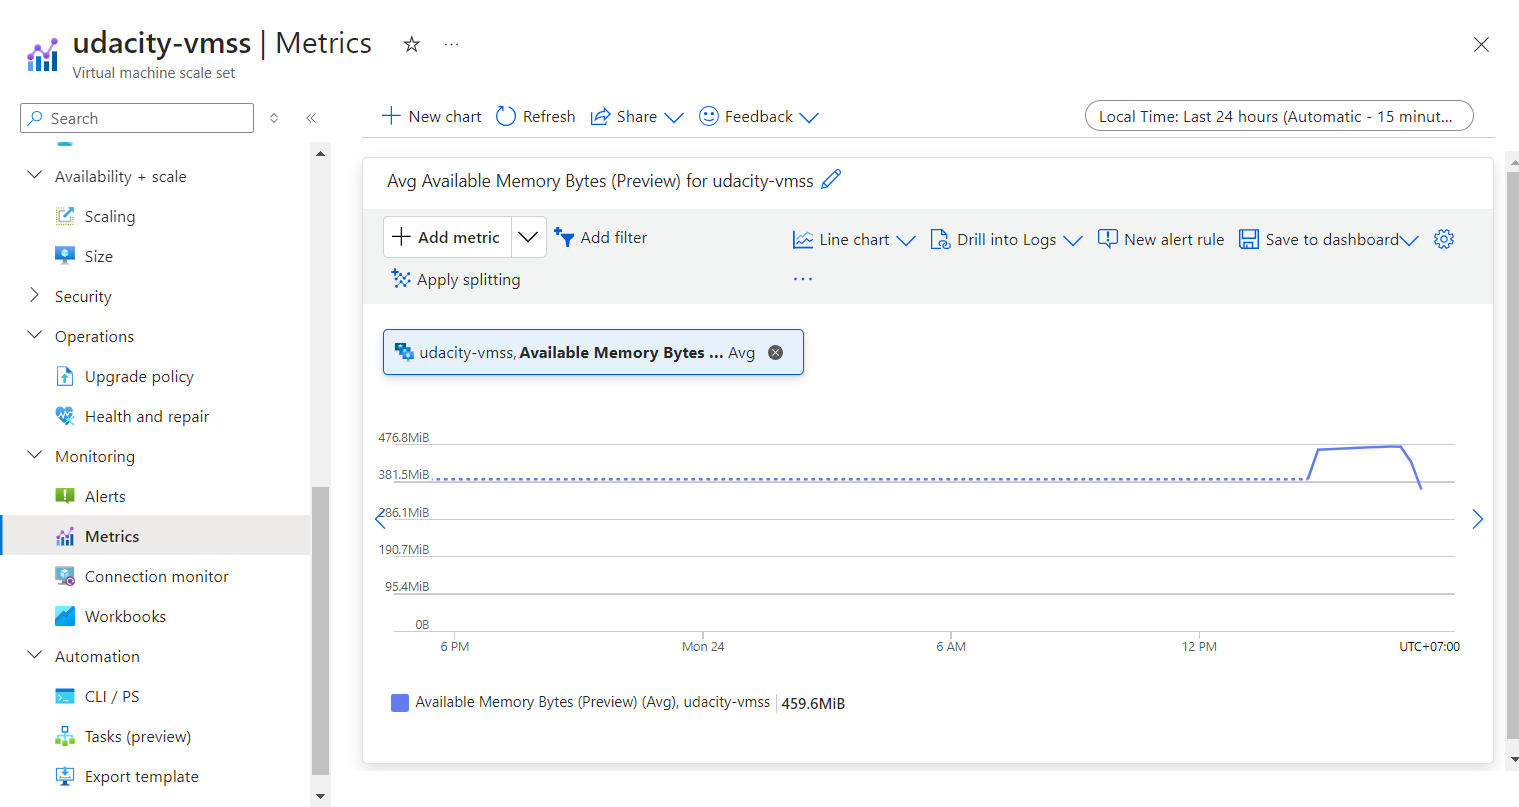 udacity-vmss | Metrics
Virtual machine scale set
Search
Availability + scale
Scaling
Size
Security
Operations
Upgrade policy
Health and repair
Monitoring
Alerts
Metrics
Connection monitor
Workbooks
Automation
CLI / PS
Tasks (preview)
Export template
New chart Refresh Share Feedback
Local Time: Last 24 hours (Automatic - 15 minut...
Avg Available Memory Bytes (Preview) for udacity-vmss
Add metric Add filter
Line chart Drill into Logs New alert rule Save to dashboard
Apply splitting
udacity-vmss, Available Memory Bytes ... Avg
476.8MiB
381.5MiB
286.1MiB
190.7MiB
95.4MiB
0B
6 PM Mon 24 6 AM 12 PM UTC+07:00
Available Memory Bytes (Preview) (Avg), udacity-vmss 459.6MiB